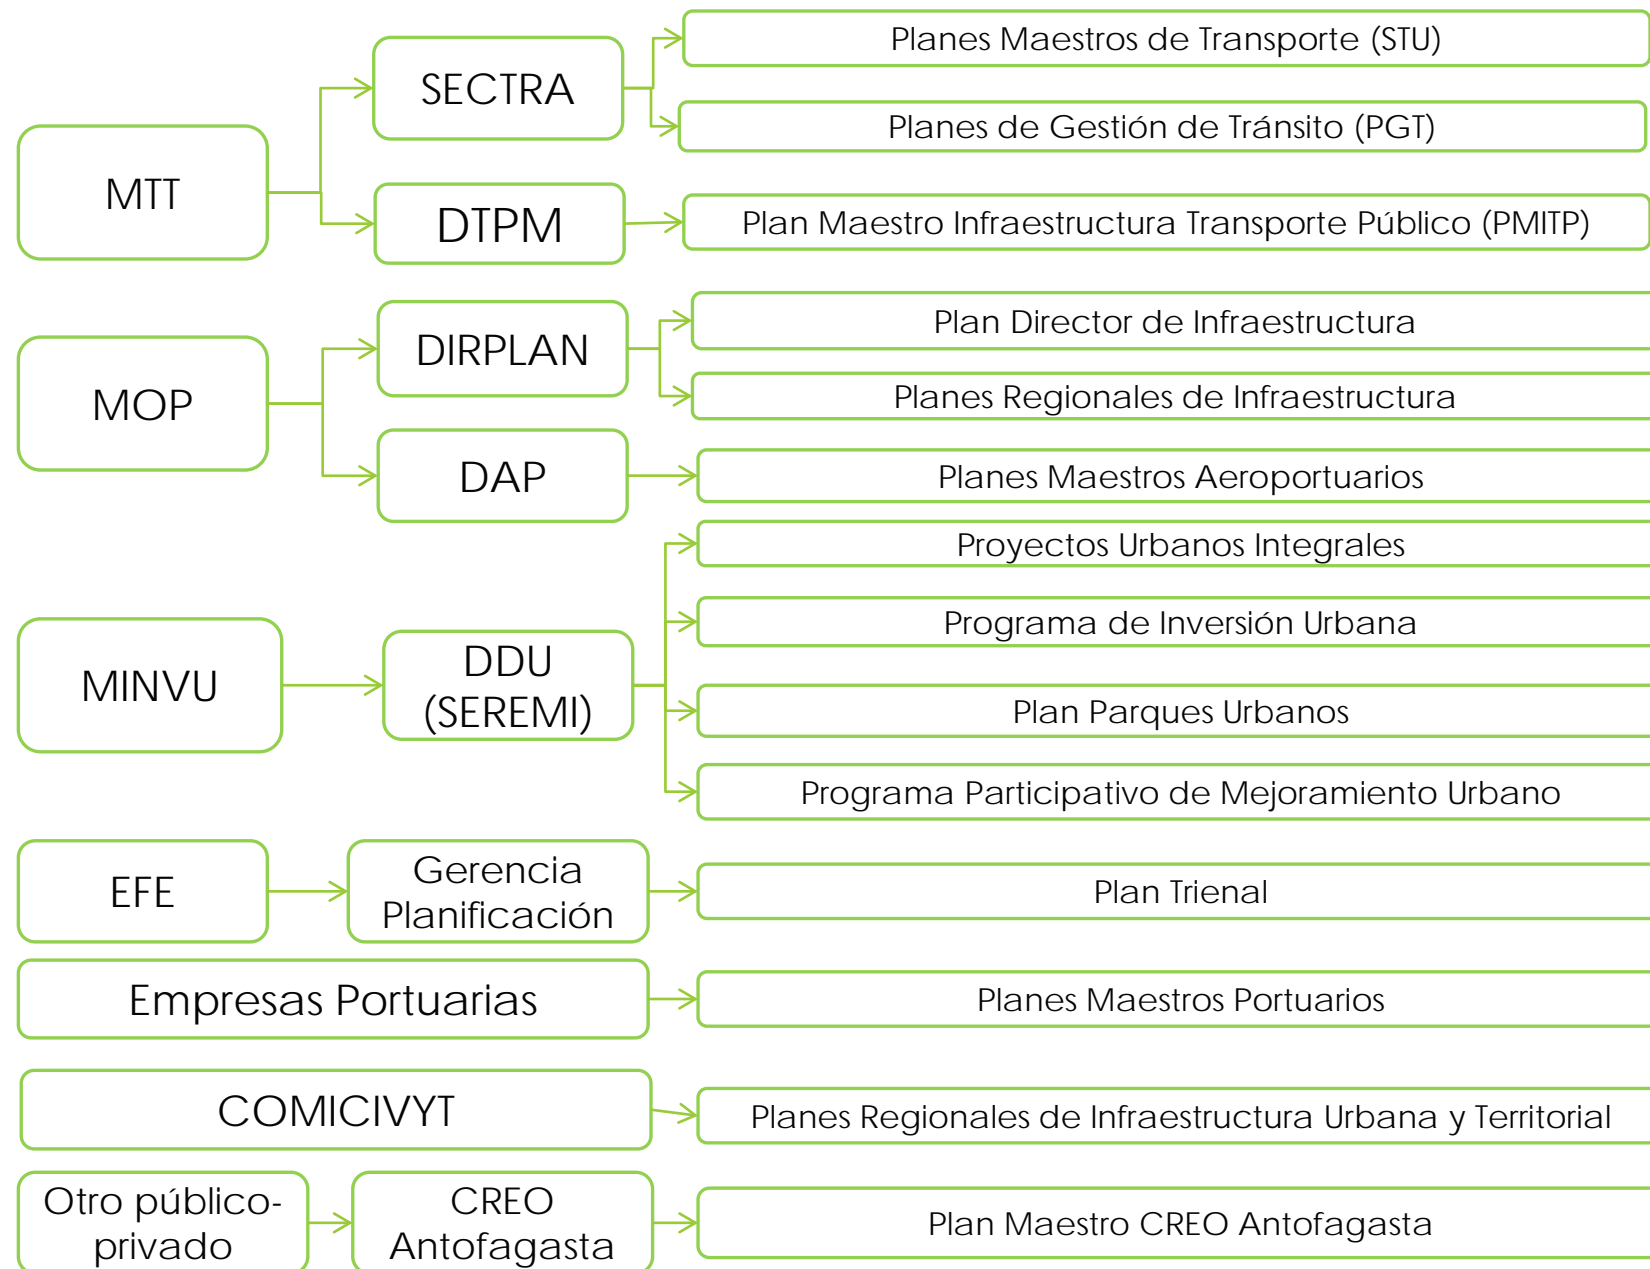 MTT
SECTRA
Planes Maestros de Transporte (STU)
Planes de Gestión de Tránsito (PGT)
DTPM
Plan Maestro Infraestructura Transporte Público (PMITP)
MOP
DIRPLAN
Plan Director de Infraestructura
Planes Regionales de Infraestructura
DAP
Planes Maestros Aeroportuarios
MINVU
DDU
(SEREMI)
Proyectos Urbanos Integrales
Programa de Inversión Urbana
Plan Parques Urbanos
Programa Participativo de Mejoramiento Urbano
EFE
Gerencia
Planificación
Plan Trienal
Empresas Portuarias
Planes Maestros Portuarios
COMICIVYT
Planes Regionales de Infraestructura Urbana y Territorial
Otro público-
privado
CREO
Antofagasta
Plan Maestro CREO Antofagasta